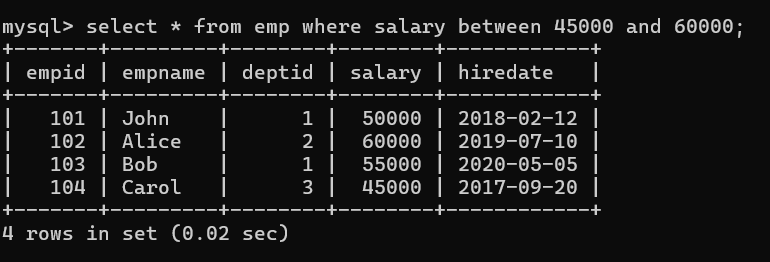 mysql> select * from emp where salary between 45000 and 60000;
+-------+---------+--------+--------+------------+
| empid | empname | deptid | salary | hiredate   |
+-------+---------+--------+--------+------------+
|   101 | John    |      1 |  50000 | 2018-02-12 |
|   102 | Alice   |      2 |  60000 | 2019-07-10 |
|   103 | Bob     |      1 |  55000 | 2020-05-05 |
|   104 | Carol   |      3 |  45000 | 2017-09-20 |
+-------+---------+--------+--------+------------+
4 rows in set (0.02 sec)